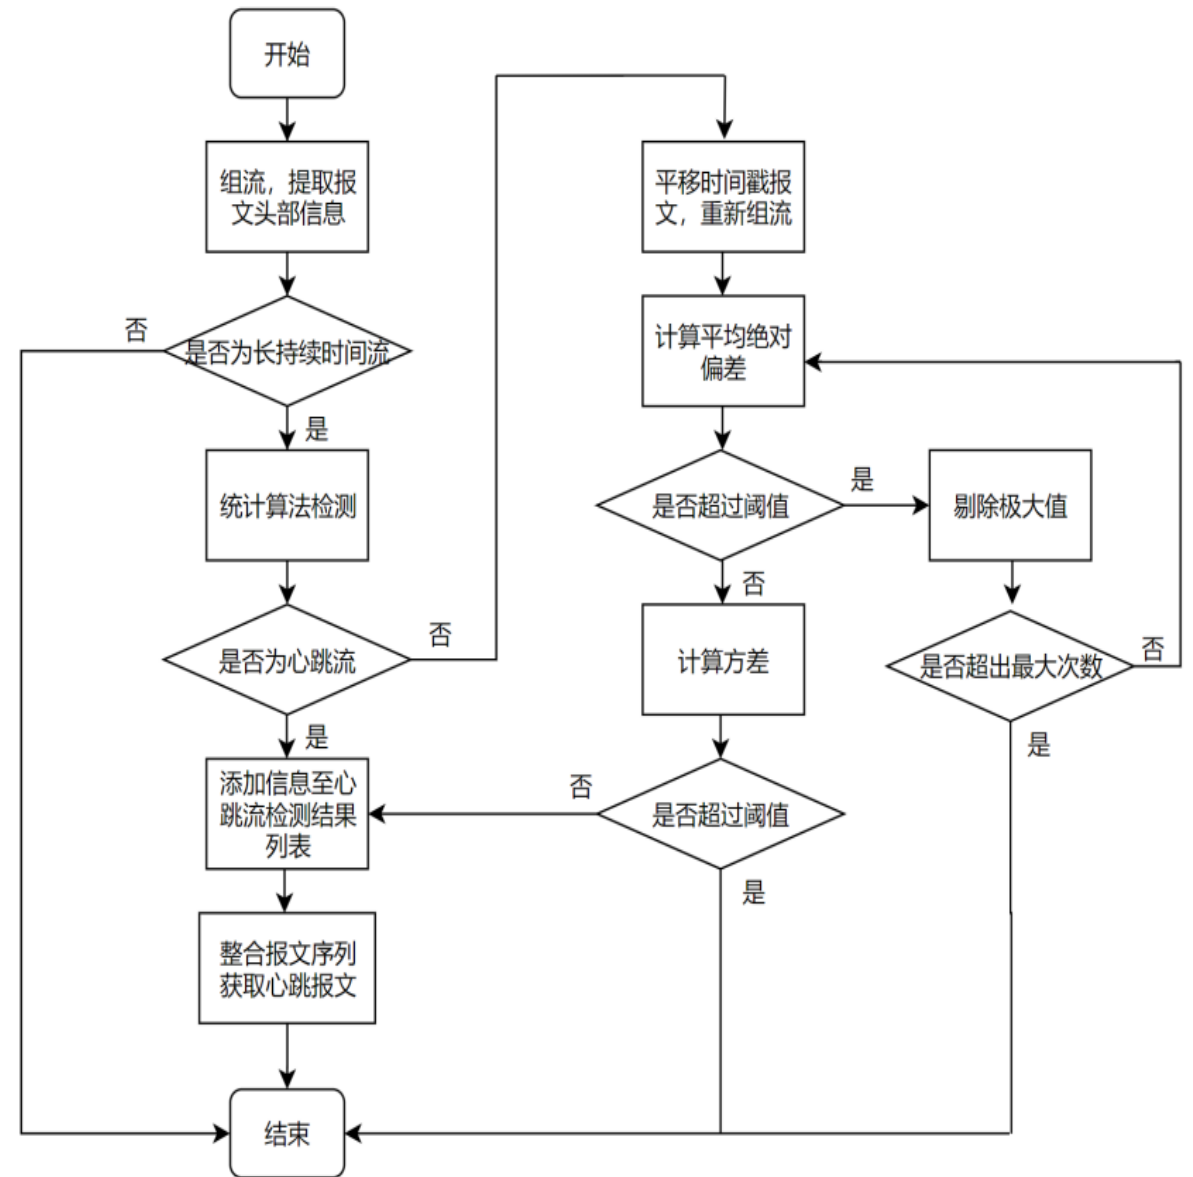 开始
组流，提取报
文头部信息
否
是否为长持续时间流
是
统计算法检测
是否为心跳流
否
是
添加信息至心
跳流检测结果
列表
整合报文序列
获取心跳报文
结束
平移时间戳报
文，重新组流
计算平均绝对
偏差
是否超过阈值
是
剔除极大值
否
计算方差
是否超出最大次数
否
是
否
是否超过阈值
是